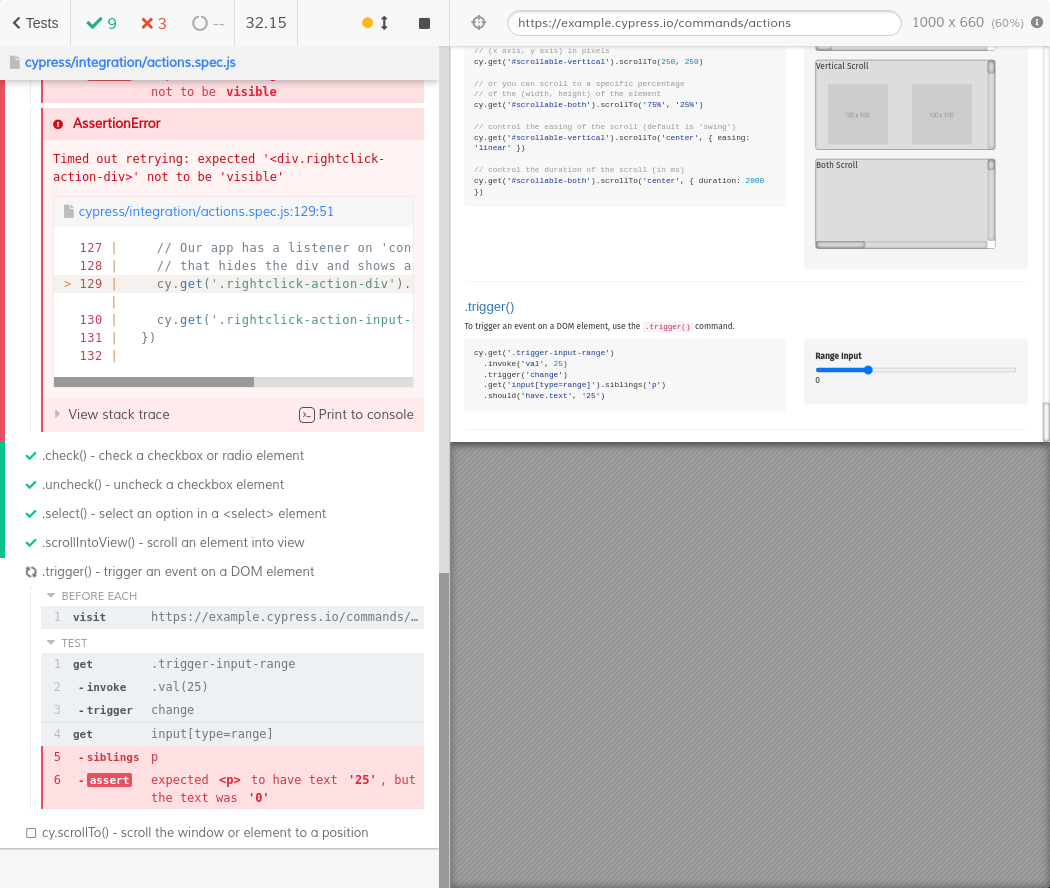 Tests
9
3
--
32.15
https://example.cypress.io/commands/actions
1000 x 660 (60%)
cypress/integration/actions.spec.js
not to be visible
AssertionError
Timed out retrying: expected '<div.rightclick-
action-div>' not to be 'visible'
cypress/integration/actions.spec.js:129:51
127 | // Our app has a listener on 'con
128 | // that hides the div and shows a
> 129 | cy.get('.rightclick-action-div').
|
130 | cy.get('.rightclick-action-input-
131 | })
132 |
View stack trace
Print to console
.check() - check a checkbox or radio element
.uncheck() - uncheck a checkbox element
.select() - select an option in a <select> element
.scrollIntoView() - scroll an element into view
.trigger() - trigger an event on a DOM element
BEFORE EACH
1 visit https://example.cypress.io/commands/…
TEST
1 get .trigger-input-range
2 - invoke .val(25)
3 - trigger change
4 get input[type=range]
5 - siblings p
6 - assert expected <p> to have text '25', but
the text was '0'
cy.scrollTo() - scroll the window or element to a position
// (x axis, y axis) in pixels
cy.get('#scrollable-vertical').scrollTo(250, 250)
// or you can scroll to a specific percentage
// of the (width, height) of the element
cy.get('#scrollable-both').scrollTo('75%', '25%')
// control the easing of the scroll (default is 'swing')
cy.get('#scrollable-vertical').scrollTo('center', { easing:
'linear' })
// control the duration of the scroll (in ms)
cy.get('#scrollable-both').scrollTo('center', { duration: 2000
})
Vertical Scroll
100 x 100
100 x 100
Both Scroll
.trigger()
To trigger an event on a DOM element, use the .trigger() command.
cy.get('.trigger-input-range')
.invoke('val', 25)
.trigger('change')
.get('input[type=range]').siblings('p')
.should('have.text', '25')
Range Input
0